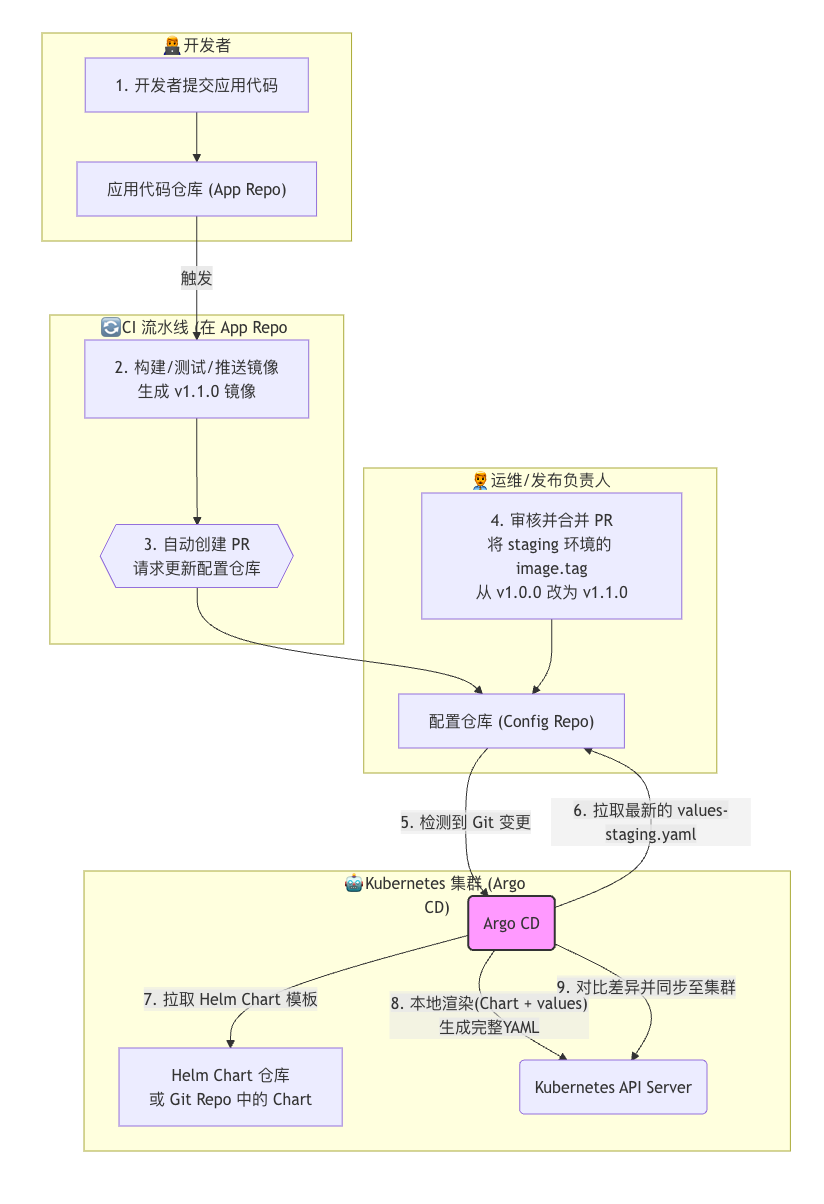 开发者
1. 开发者提交应用代码
应用代码仓库 (App Repo)
触发
CI 流水线 (在 App Repo
2. 构建/测试/推送镜像
生成 v1.1.0 镜像
3. 自动创建 PR
请求更新配置仓库
运维/发布负责人
4. 审核并合并 PR
将 staging 环境的
image.tag
从 v1.0.0 改为 v1.1.0
配置仓库 (Config Repo)
5. 检测到 Git 变更
6. 拉取最新的 values-
staging.yaml
Kubernetes 集群 (Argo
CD)
Argo CD
7. 拉取 Helm Chart 模板
8. 本地渲染(Chart + values)
生成完整YAML
9. 对比差异并同步至集群
Helm Chart 仓库
或 Git Repo 中的 Chart
Kubernetes API Server